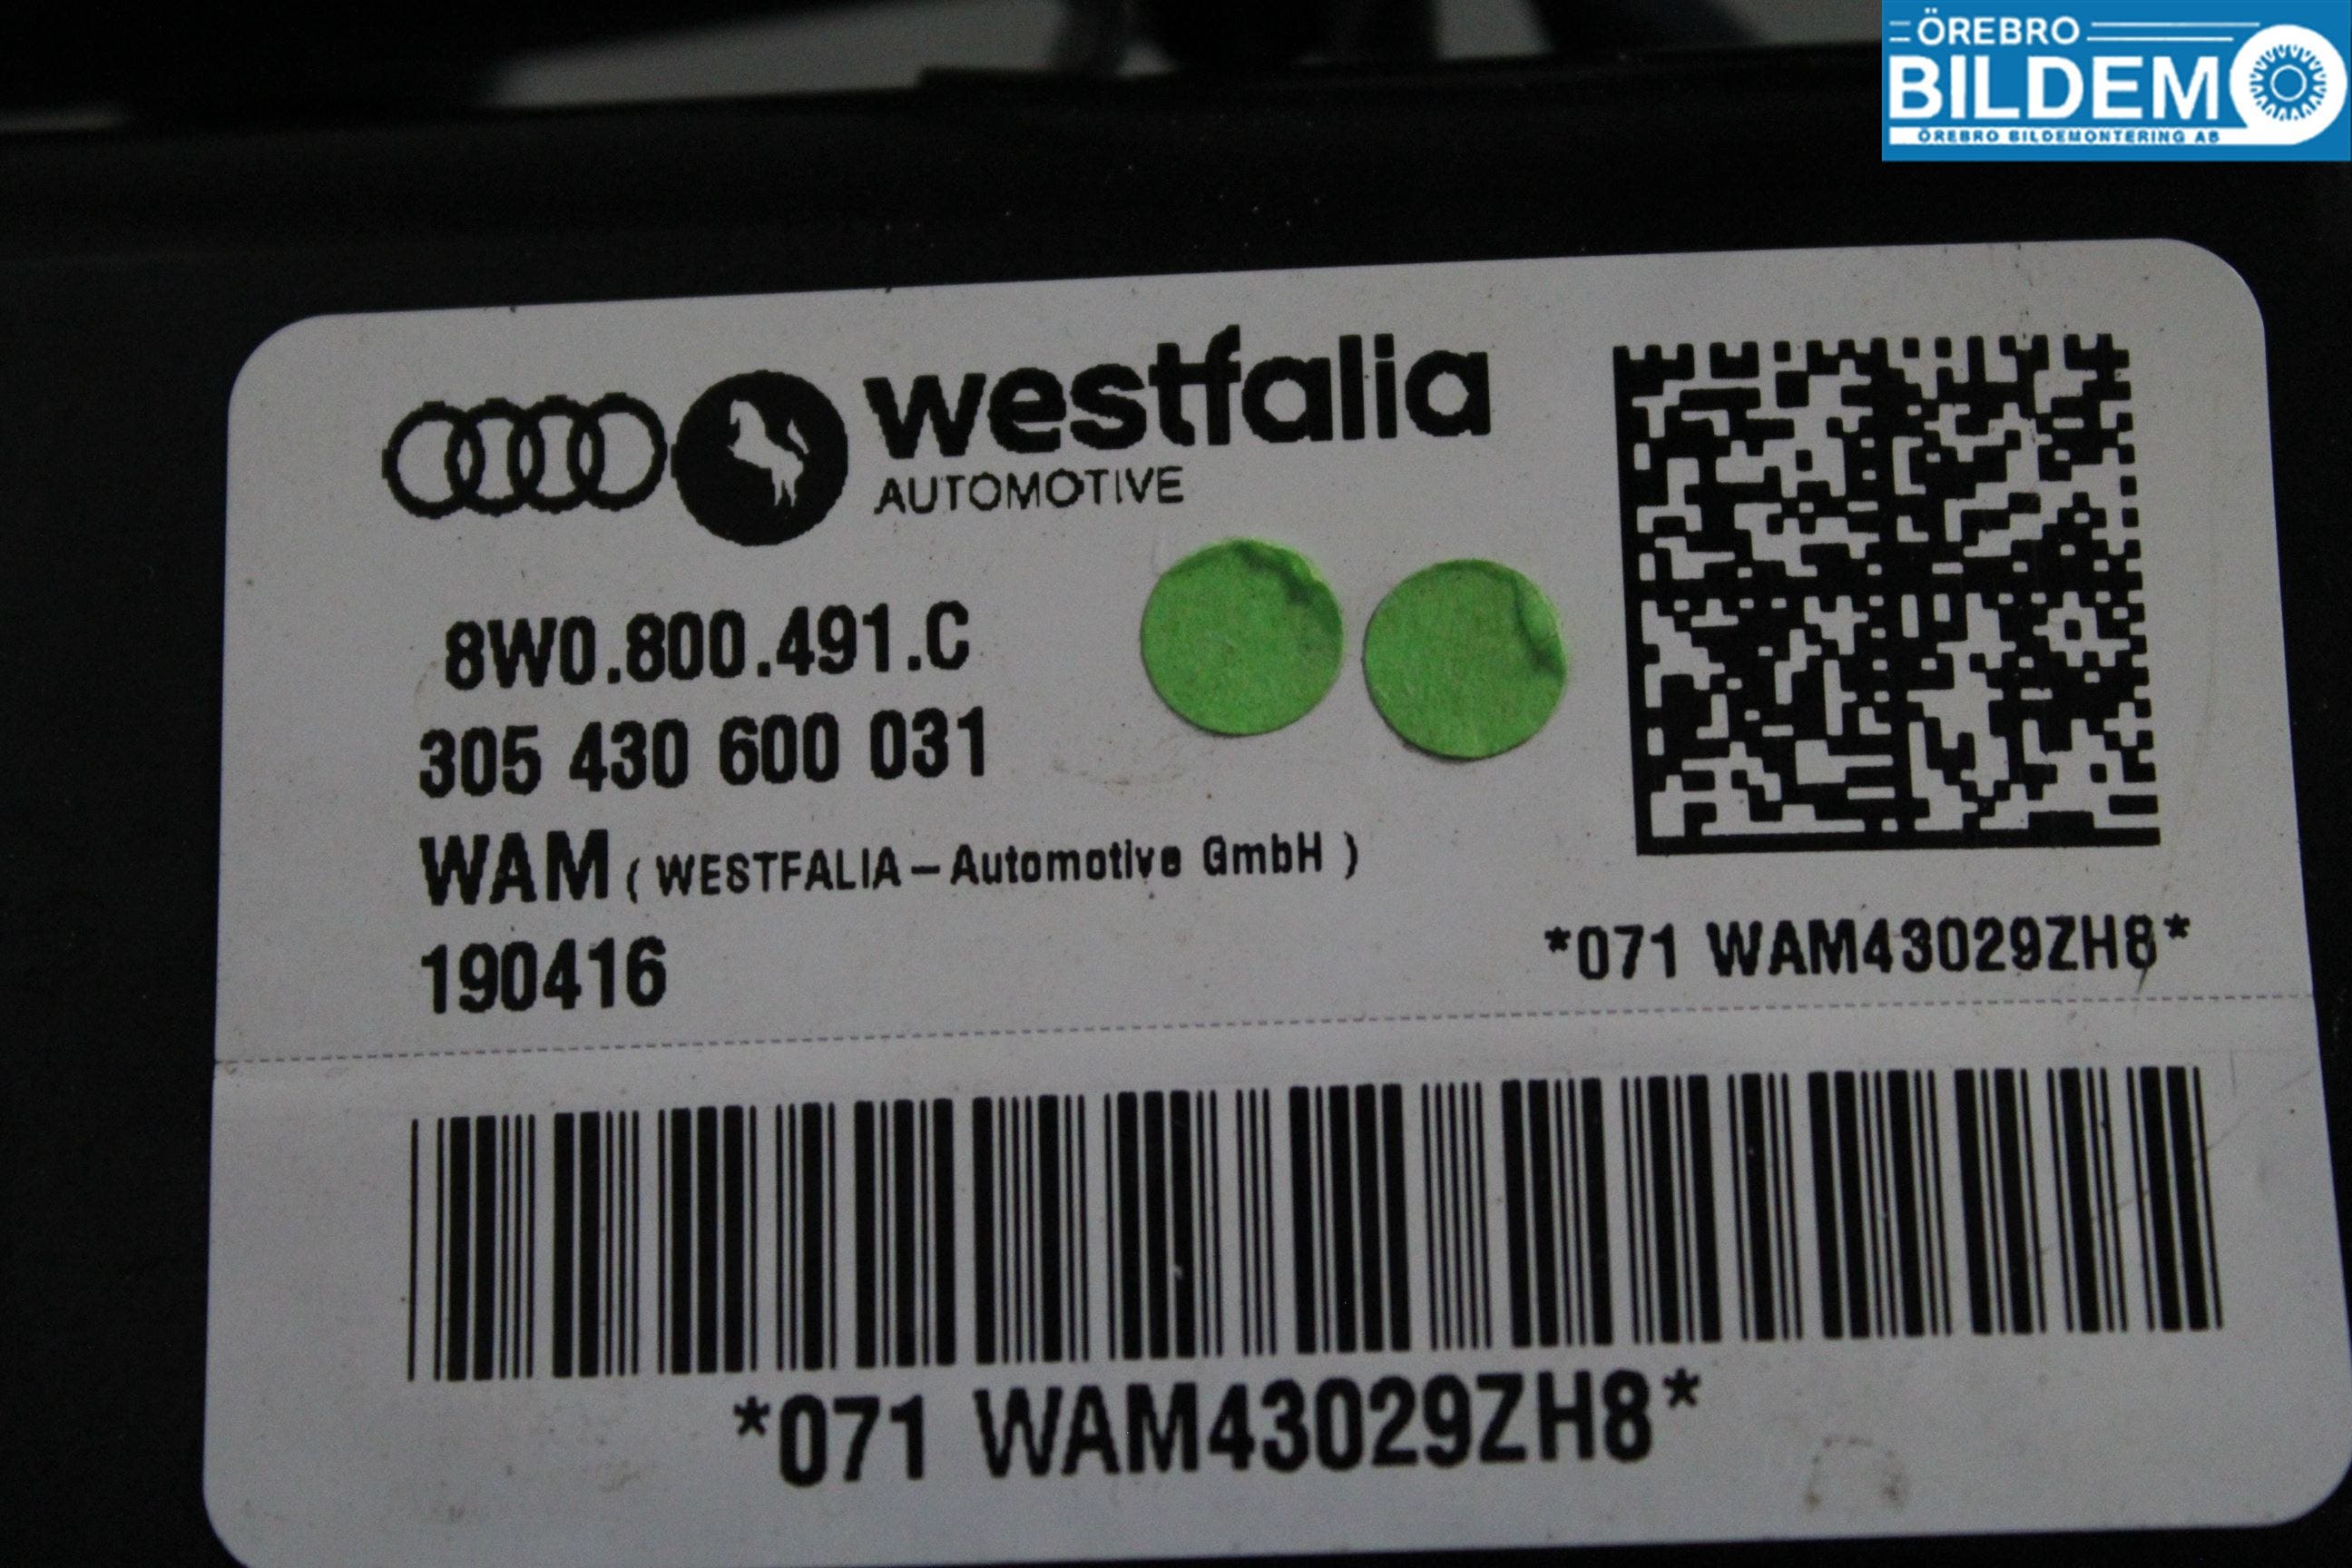 ÖREBRO
BILDEMO
ÖREBRO BILDEMONTERING AB
westfalia
AUTOMOTIVE
8W0.800.491.C
305 430 600 031
WAM ( WESTFALIA-Automotive GmbH )
190416
*071 WAM43029ZH8*
*071 WAM43029ZH8*